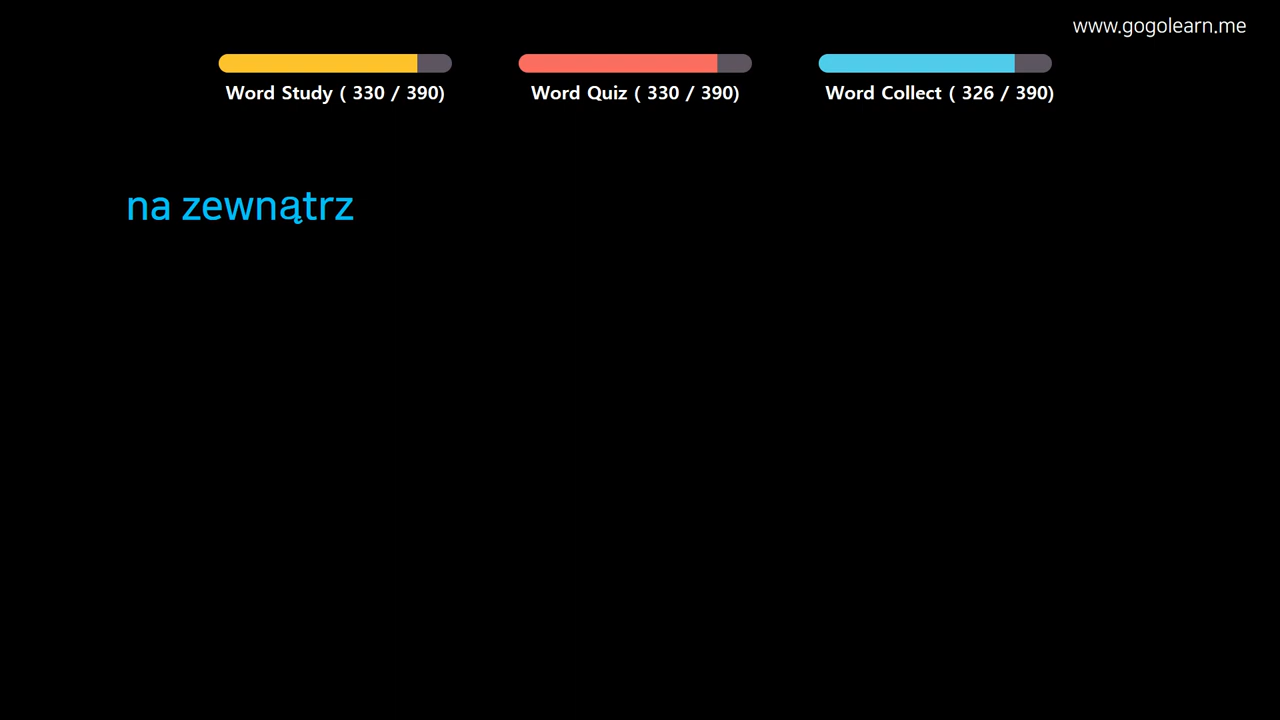 www.gogolearn.me
Word Study ( 330 / 390)
Word Quiz ( 330 / 390)
Word Collect ( 326 / 390)
na zewnątrz